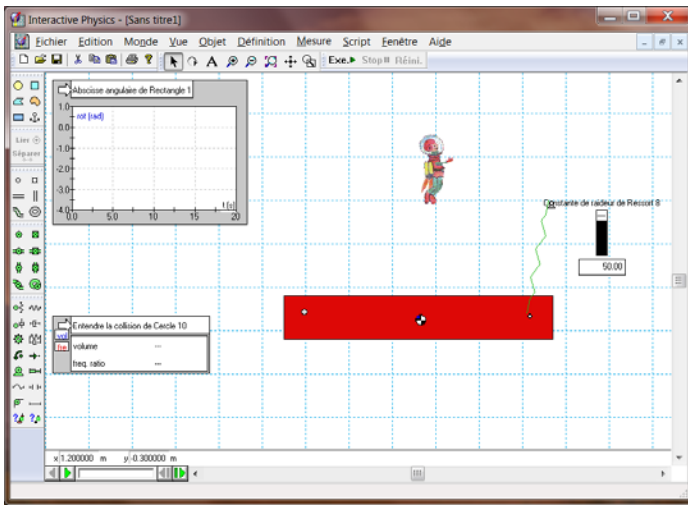 Interactive Physics - [Sans titre1]
Fichier Edition Monde Vue Objet Définition Mesure Script Fenêtre Aide
Exe. Stop Réini.
Abscisse angulaire de Rectangle 1
1.0
rot (rad)
0.0
-1.0
-2.0
-3.0
-4.0
t [s]
0.0 5.0 10 15 20
Lier
Séparer
Constante de raideur de Ressort 8
50.00
Entendre la collision de Cercle 10
vol
fre
volume ---
freq. ratio ---
x 1.200000 m y -0.300000 m